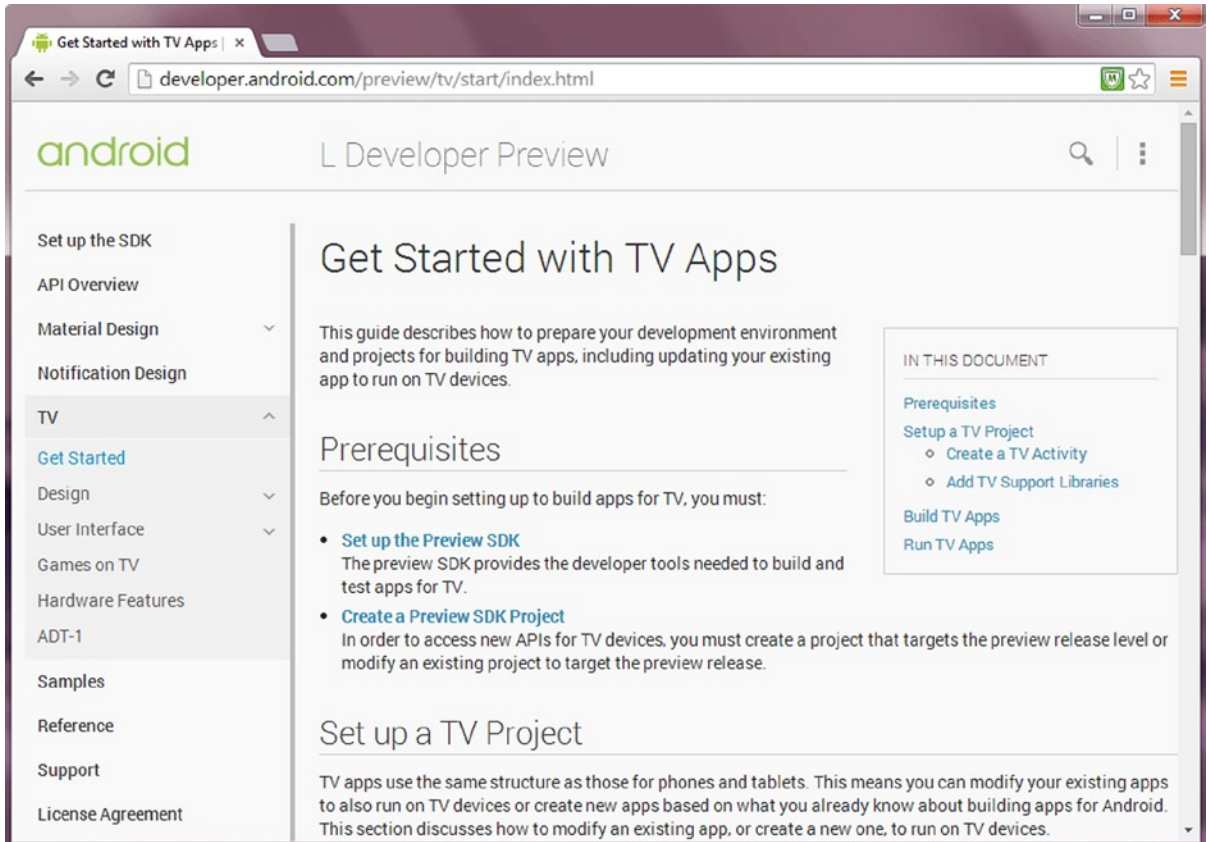 Get Started with TV Apps |
developer.android.com/preview/tv/start/index.html
android
L Developer Preview
Set up the SDK
API Overview
Material Design
Notification Design
TV
Get Started
Design
User Interface
Games on TV
Hardware Features
ADT-1
Samples
Reference
Support
License Agreement
Get Started with TV Apps
This guide describes how to prepare your development environment
and projects for building TV apps, including updating your existing
app to run on TV devices.
IN THIS DOCUMENT
Prerequisites
Setup a TV Project
Create a TV Activity
Add TV Support Libraries
Build TV Apps
Run TV Apps
Prerequisites
Before you begin setting up to build apps for TV, you must:
• Set up the Preview SDK
The preview SDK provides the developer tools needed to build and
test apps for TV.
• Create a Preview SDK Project
In order to access new APIs for TV devices, you must create a project that targets the preview release level or
modify an existing project to target the preview release.
Set up a TV Project
TV apps use the same structure as those for phones and tablets. This means you can modify your existing apps
to also run on TV devices or create new apps based on what you already know about building apps for Android.
This section discusses how to modify an existing app, or create a new one, to run on TV devices.